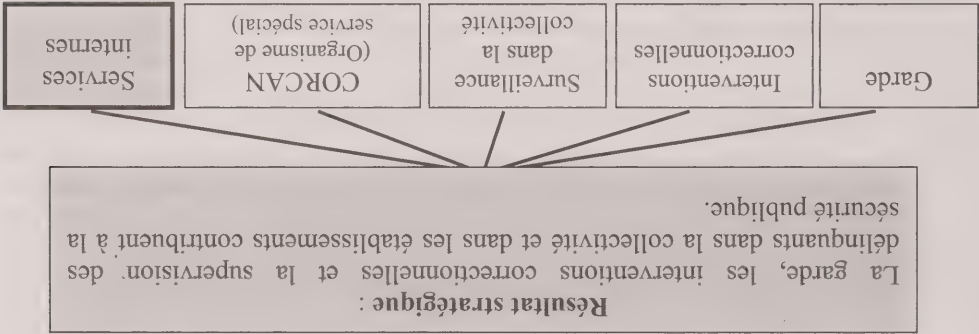 Résultat stratégique :
La garde, les interventions correctionnelles et la supervision des
délinquants dans la collectivité et dans les établissements contribuent à la
sécurité publique.
Garde
Interventions
correctionnelles
Surveillance
dans la
collectivité
CORCAN
(Organisme de
service spécial)
Services
internes